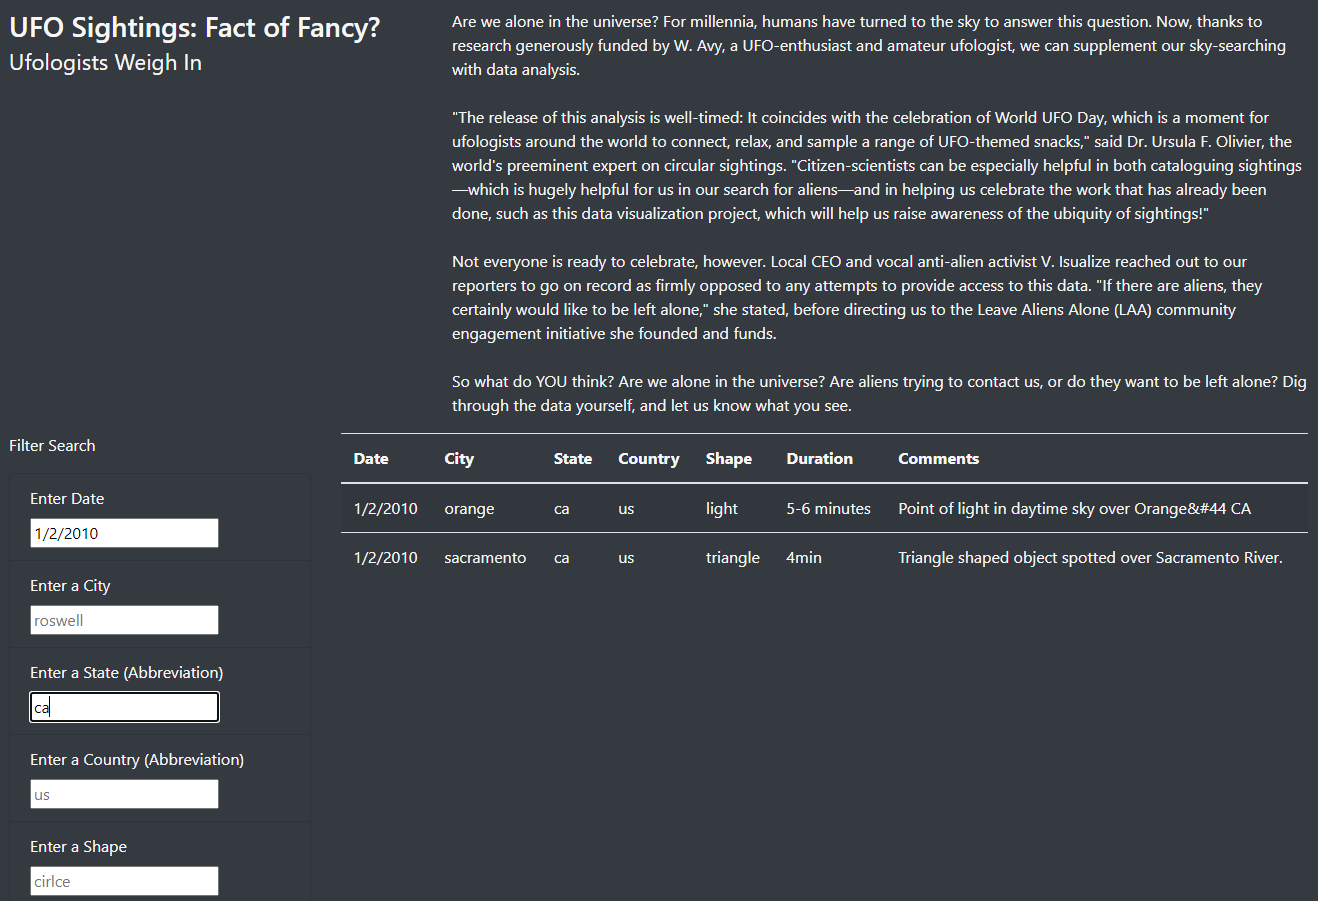 UFO Sightings: Fact of Fancy?
Ufologists Weigh In
Are we alone in the universe? For millennia, humans have turned to the sky to answer this question. Now, thanks to
research generously funded by W. Avy, a UFO-enthusiast and amateur ufologist, we can supplement our sky-searching
with data analysis.
"The release of this analysis is well-timed: It coincides with the celebration of World UFO Day, which is a moment for
ufologists around the world to connect, relax, and sample a range of UFO-themed snacks," said Dr. Ursula F. Olivier, the
world's preeminent expert on circular sightings. "Citizen-scientists can be especially helpful in both cataloguing sightings
—which is hugely helpful for us in our search for aliens—and in helping us celebrate the work that has already been
done, such as this data visualization project, which will help us raise awareness of the ubiquity of sightings!"
Not everyone is ready to celebrate, however. Local CEO and vocal anti-alien activist V. Isualize reached out to our
reporters to go on record as firmly opposed to any attempts to provide access to this data. "If there are aliens, they
certainly would like to be left alone," she stated, before directing us to the Leave Aliens Alone (LAA) community
engagement initiative she founded and funds.
So what do YOU think? Are we alone in the universe? Are aliens trying to contact us, or do they want to be left alone? Dig
through the data yourself, and let us know what you see.
Filter Search
Enter Date
1/2/2010
Enter a City
roswell
Enter a State (Abbreviation)
ca
Enter a Country (Abbreviation)
us
Enter a Shape
cirlce
Date City State Country Shape Duration Comments
1/2/2010 orange ca us light 5-6 minutes Point of light in daytime sky over Orange&#44 CA
1/2/2010 sacramento ca us triangle 4min Triangle shaped object spotted over Sacramento River.